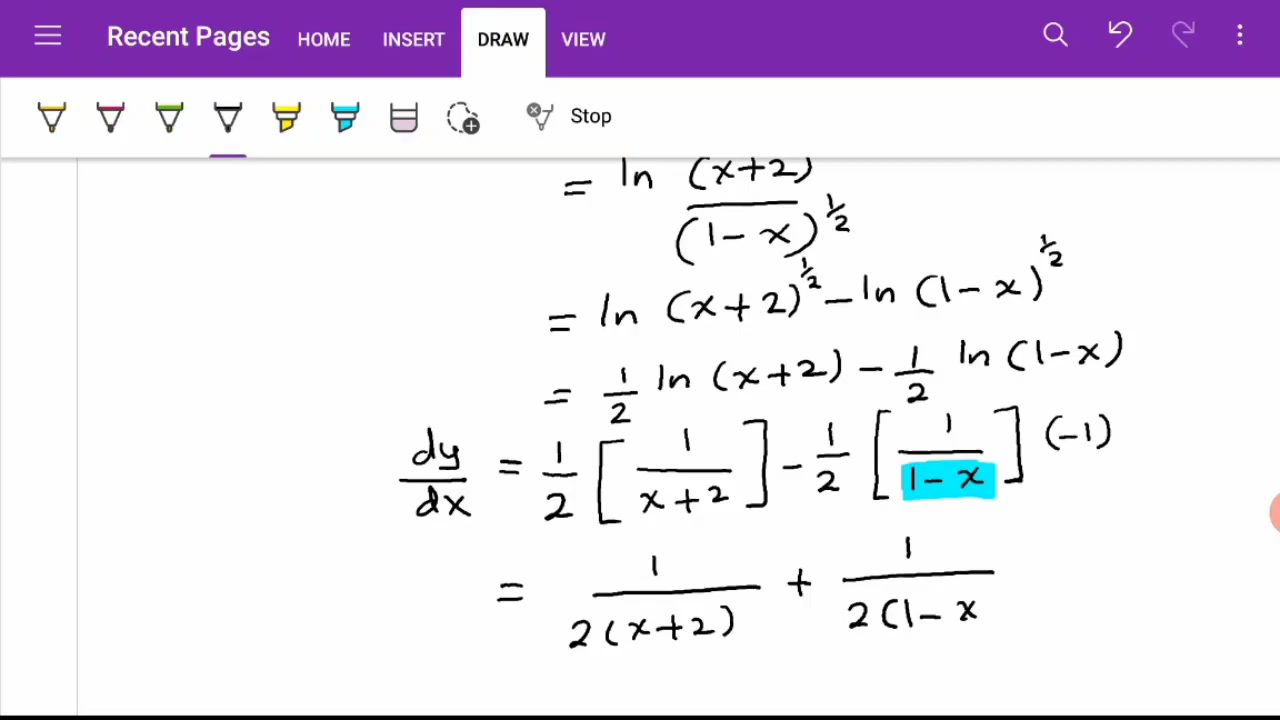 Recent Pages HOME INSERT DRAW VIEW
Stop
= ln (x+2)
(1-x)^1/2
= ln (x+2)^1/2 - ln (1-x)^1/2
= 1/2 ln (x+2) - 1/2 ln (1-x)
dy/dx = 1/2 [1/(x+2)] - 1/2 [1/(1-x)] (-1)
= 1/2(x+2) + 1/2(1-x